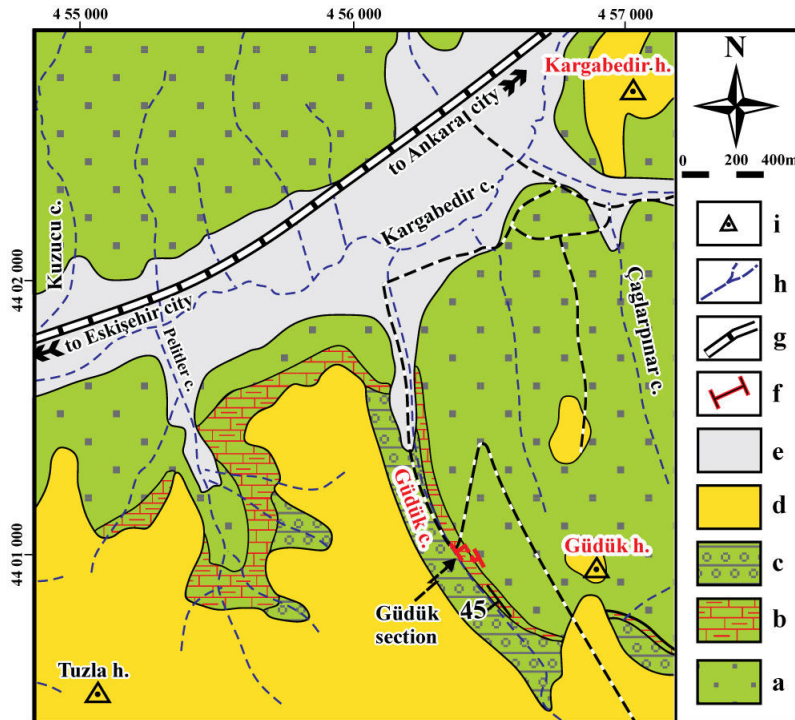 4 55 000
4 56 000
4 57 000
44 02 000
44 01 000
Kargabedir h.
to Ankara city
Kargabedir c.
Kuzucu c.
to Eskişehir city
Pelitler c.
Çaglarpınar c.
Güdük c.
Güdük h.
Güdük
section
45
Tuzla h.
N
0 200 400m
i
h
g
f
e
d
c
b
a